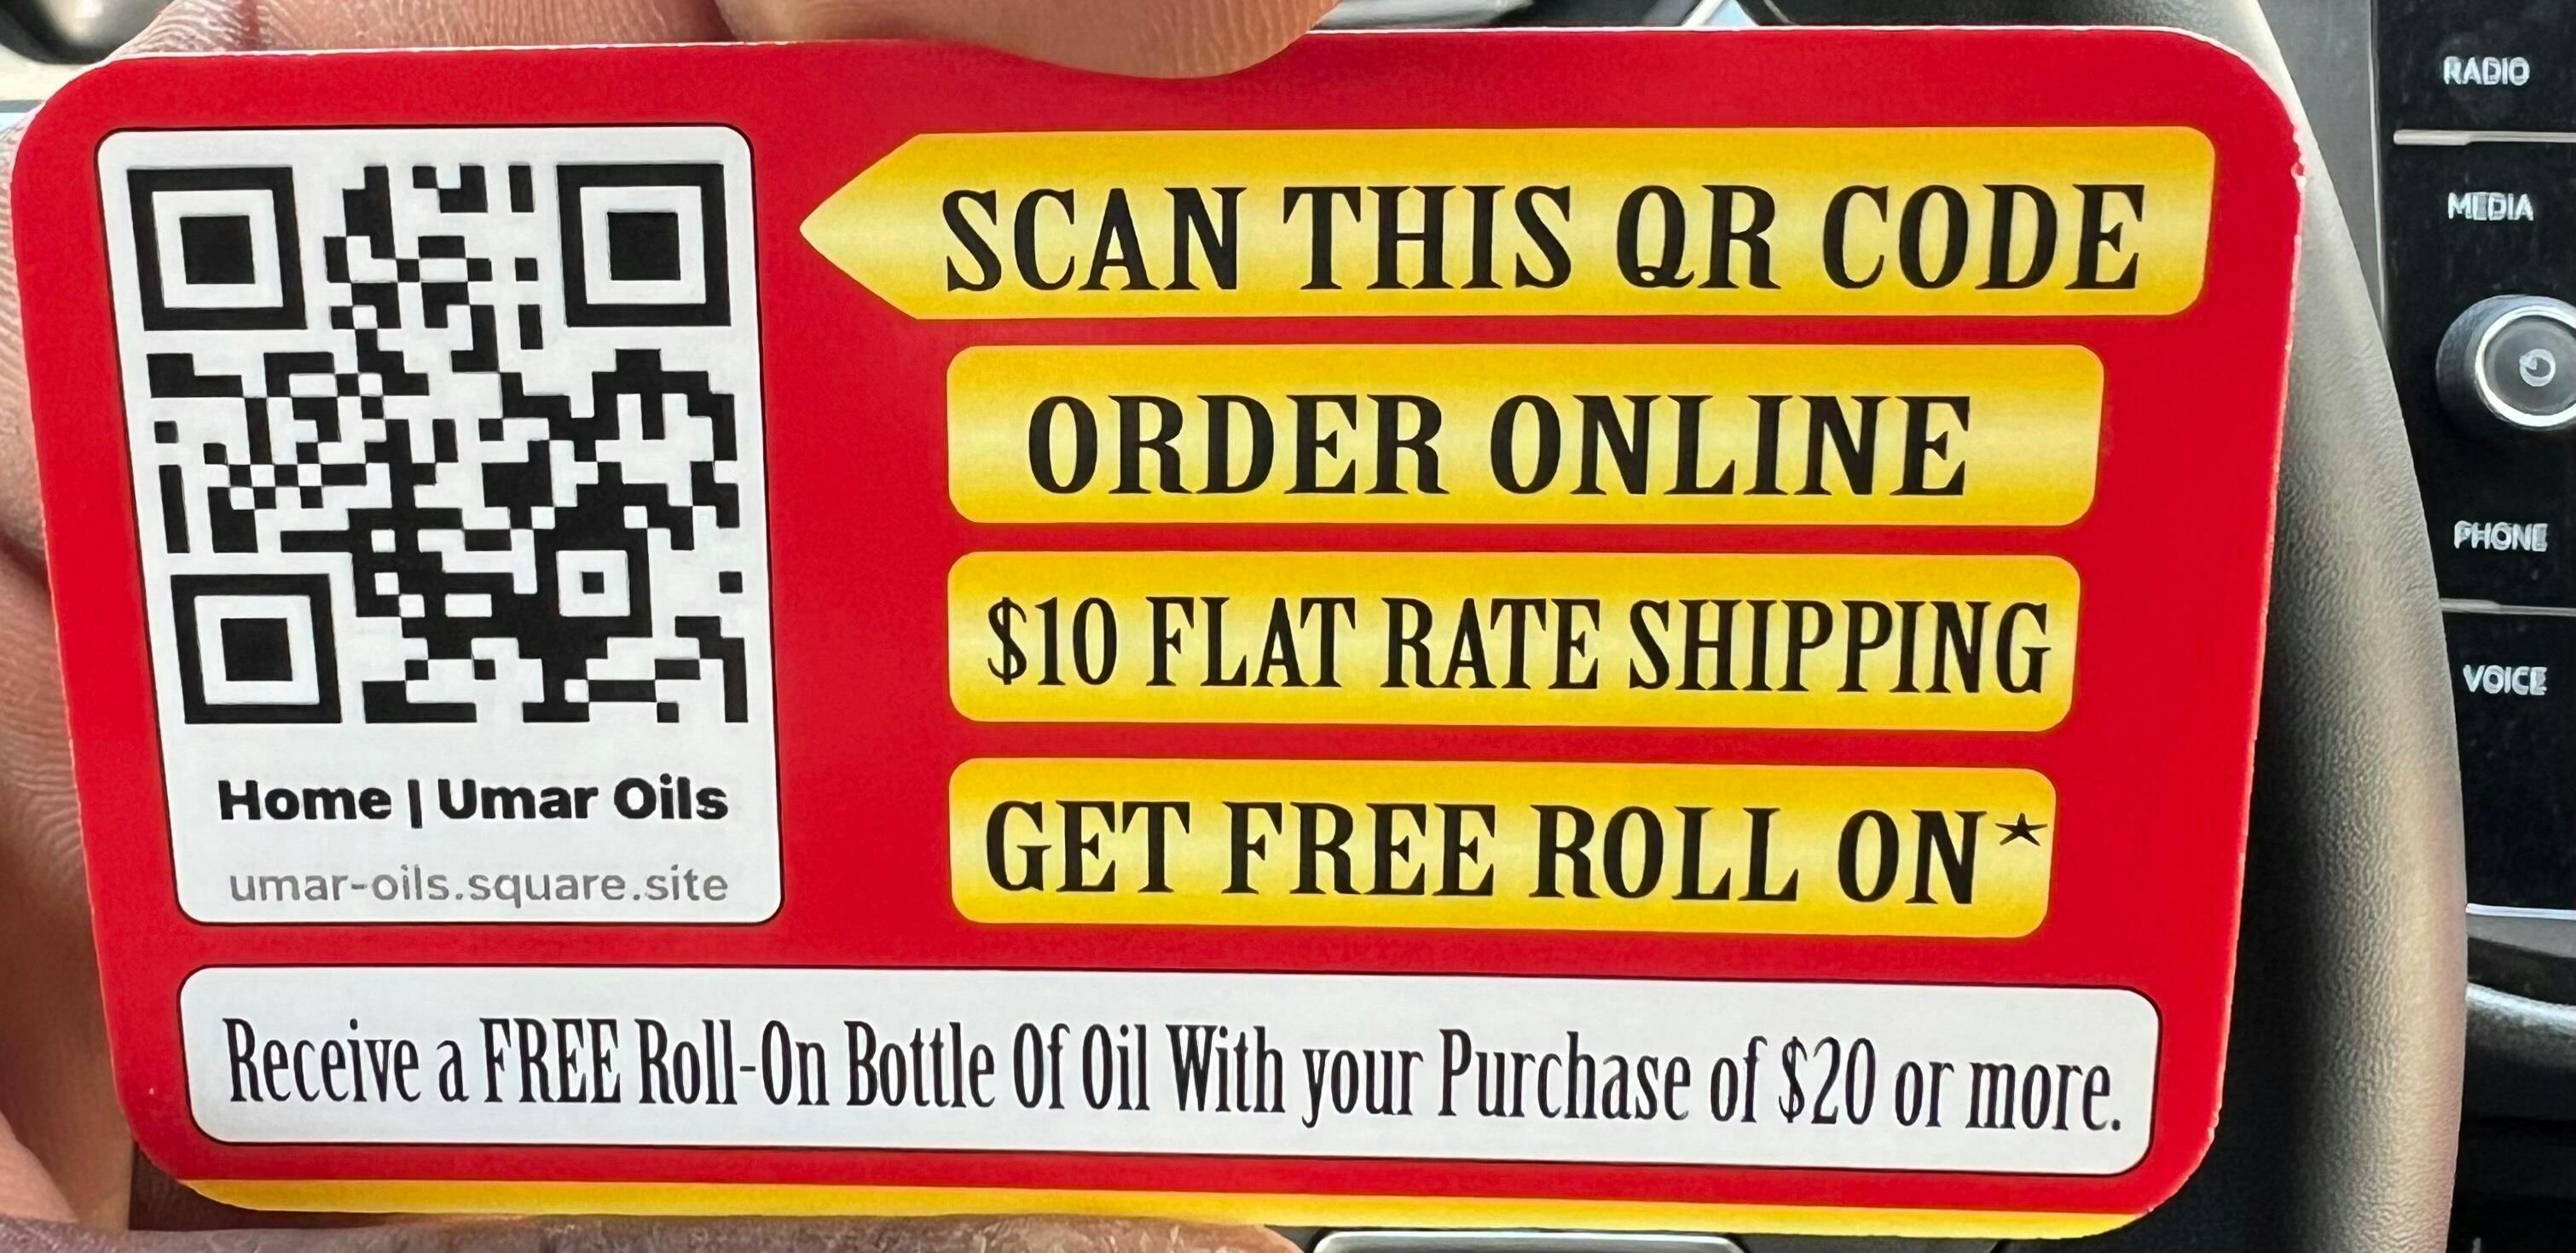 SCAN THIS QR CODE
ORDER ONLINE
$10 FLAT RATE SHIPPING
GET FREE ROLL ON*
Home | Umar Oils
umar-oils.square.site
Receive a FREE Roll-On Bottle Of Oil With your Purchase of $20 or more.
RADIO
MEDIA
PHONE
VOICE